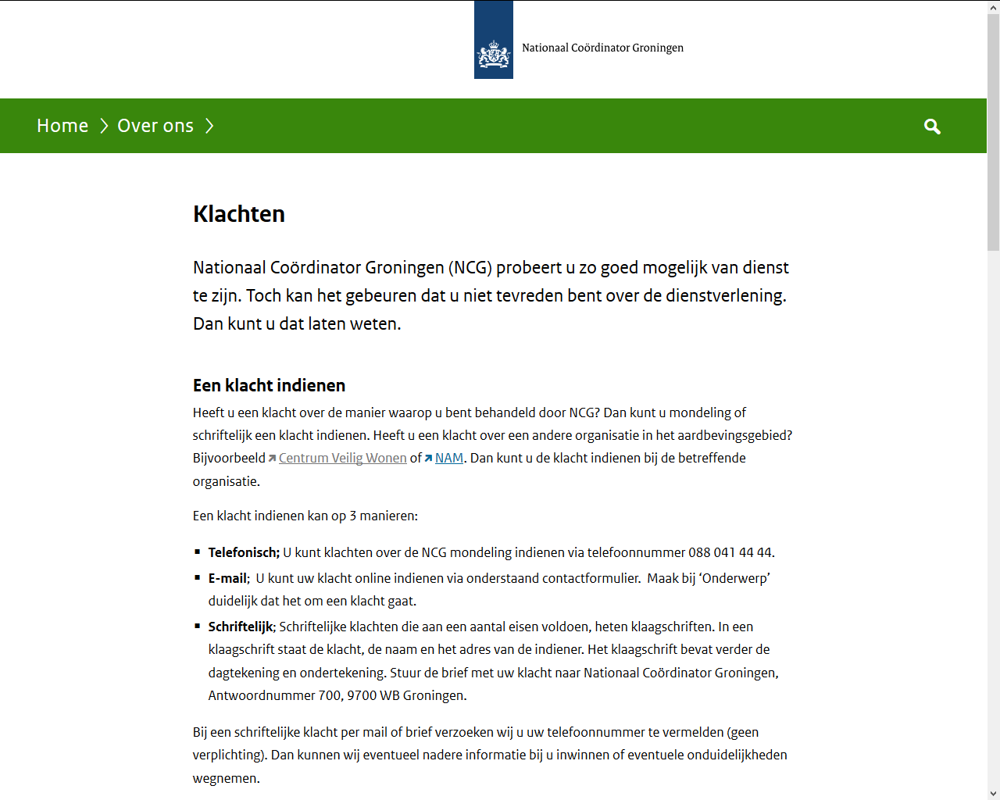 Nationaal Coördinator Groningen
Home
Over ons
Klachten
Nationaal Coördinator Groningen (NCG) probeert u zo goed mogelijk van dienst
te zijn. Toch kan het gebeuren dat u niet tevreden bent over de dienstverlening.
Dan kunt u dat laten weten.
Een klacht indienen
Heeft u een klacht over de manier waarop u bent behandeld door NCG? Dan kunt u mondeling of
schriftelijk een klacht indienen. Heeft u een klacht over een andere organisatie in het aardbevingsgebied?
Bijvoorbeeld Centrum Veilig Wonen of NAM. Dan kunt u de klacht indienen bij de betreffende
organisatie.
Een klacht indienen kan op 3 manieren:
Telefonisch; U kunt klachten over de NCG mondeling indienen via telefoonnummer 088 041 44 44.
E-mail;  U kunt uw klacht online indienen via onderstaand contactformulier.  Maak bij ‘Onderwerp’
duidelijk dat het om een klacht gaat.
Schriftelijk; Schriftelijke klachten die aan een aantal eisen voldoen, heten klaagschriften. In een
klaagschrift staat de klacht, de naam en het adres van de indiener. Het klaagschrift bevat verder de
dagtekening en ondertekening. Stuur de brief met uw klacht naar Nationaal Coördinator Groningen,
Antwoordnummer 700, 9700 WB Groningen.
Bij een schriftelijke klacht per mail of brief verzoeken wij u uw telefoonnummer te vermelden (geen
verplichting). Dan kunnen wij eventueel nadere informatie bij u inwinnen of eventuele onduidelijkheden
wegnemen.